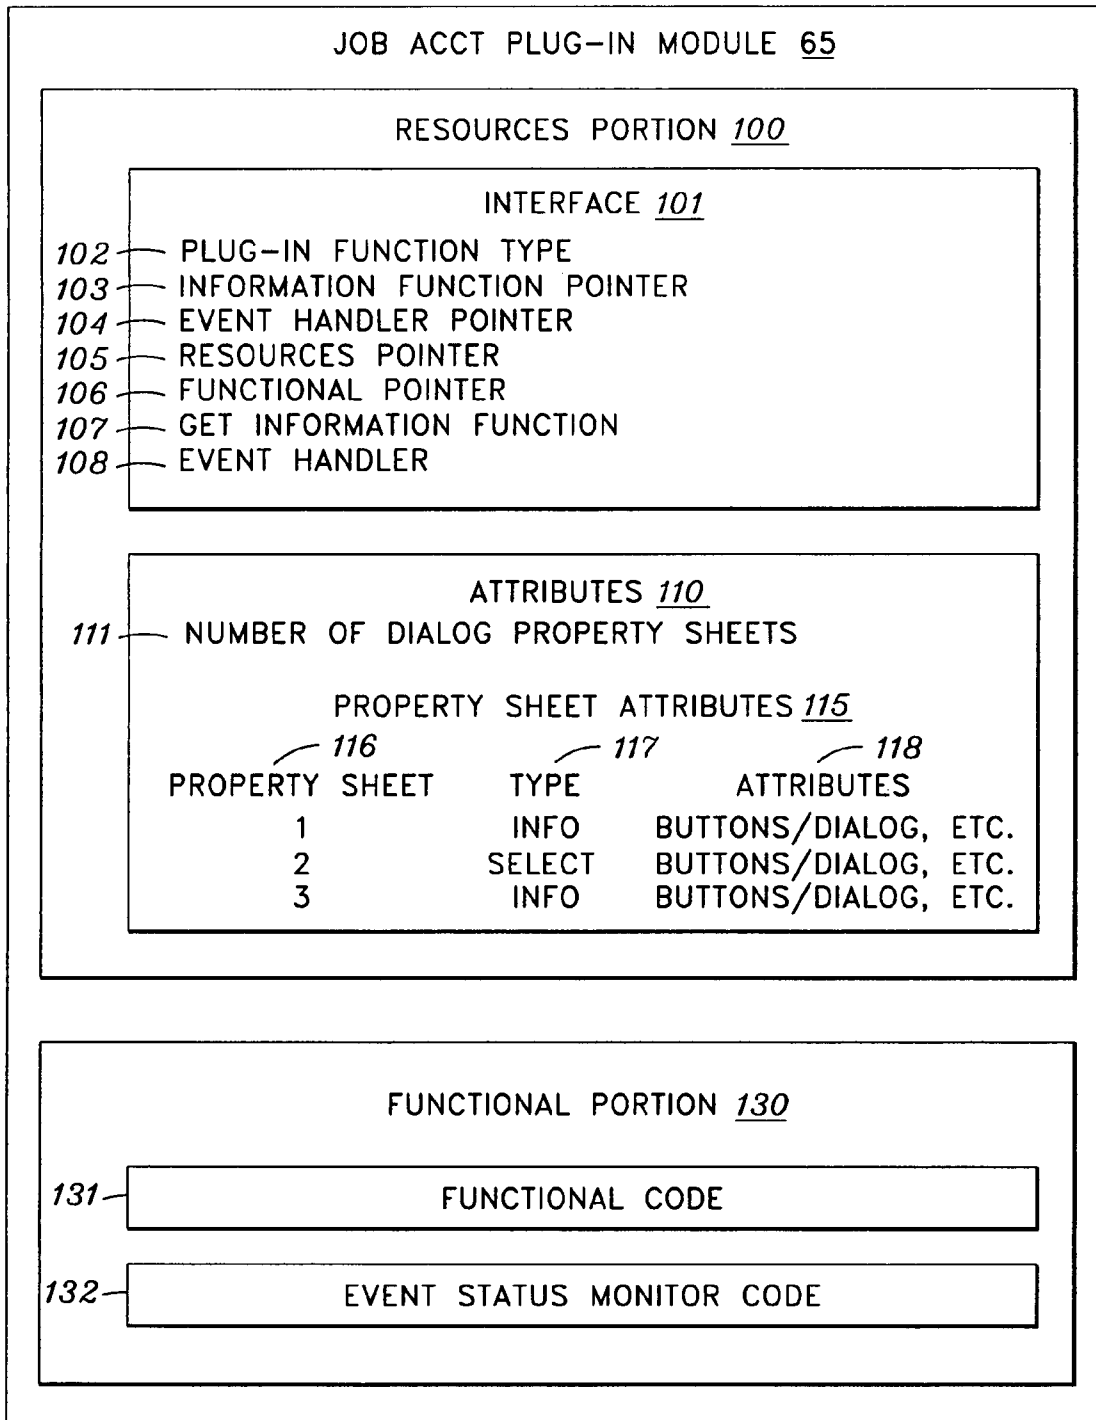 JOB ACCT PLUG-IN MODULE 65
RESOURCES PORTION 100
INTERFACE 101
102 PLUG-IN FUNCTION TYPE
103 INFORMATION FUNCTION POINTER
104 EVENT HANDLER POINTER
105 RESOURCES POINTER
106 FUNCTIONAL POINTER
107 GET INFORMATION FUNCTION
108 EVENT HANDLER
ATTRIBUTES 110
111 NUMBER OF DIALOG PROPERTY SHEETS
PROPERTY SHEET ATTRIBUTES 115
116 117 118
PROPERTY SHEET TYPE ATTRIBUTES
1 INFO BUTTONS/DIALOG, ETC.
2 SELECT BUTTONS/DIALOG, ETC.
3 INFO BUTTONS/DIALOG, ETC.
FUNCTIONAL PORTION 130
131 FUNCTIONAL CODE
132 EVENT STATUS MONITOR CODE